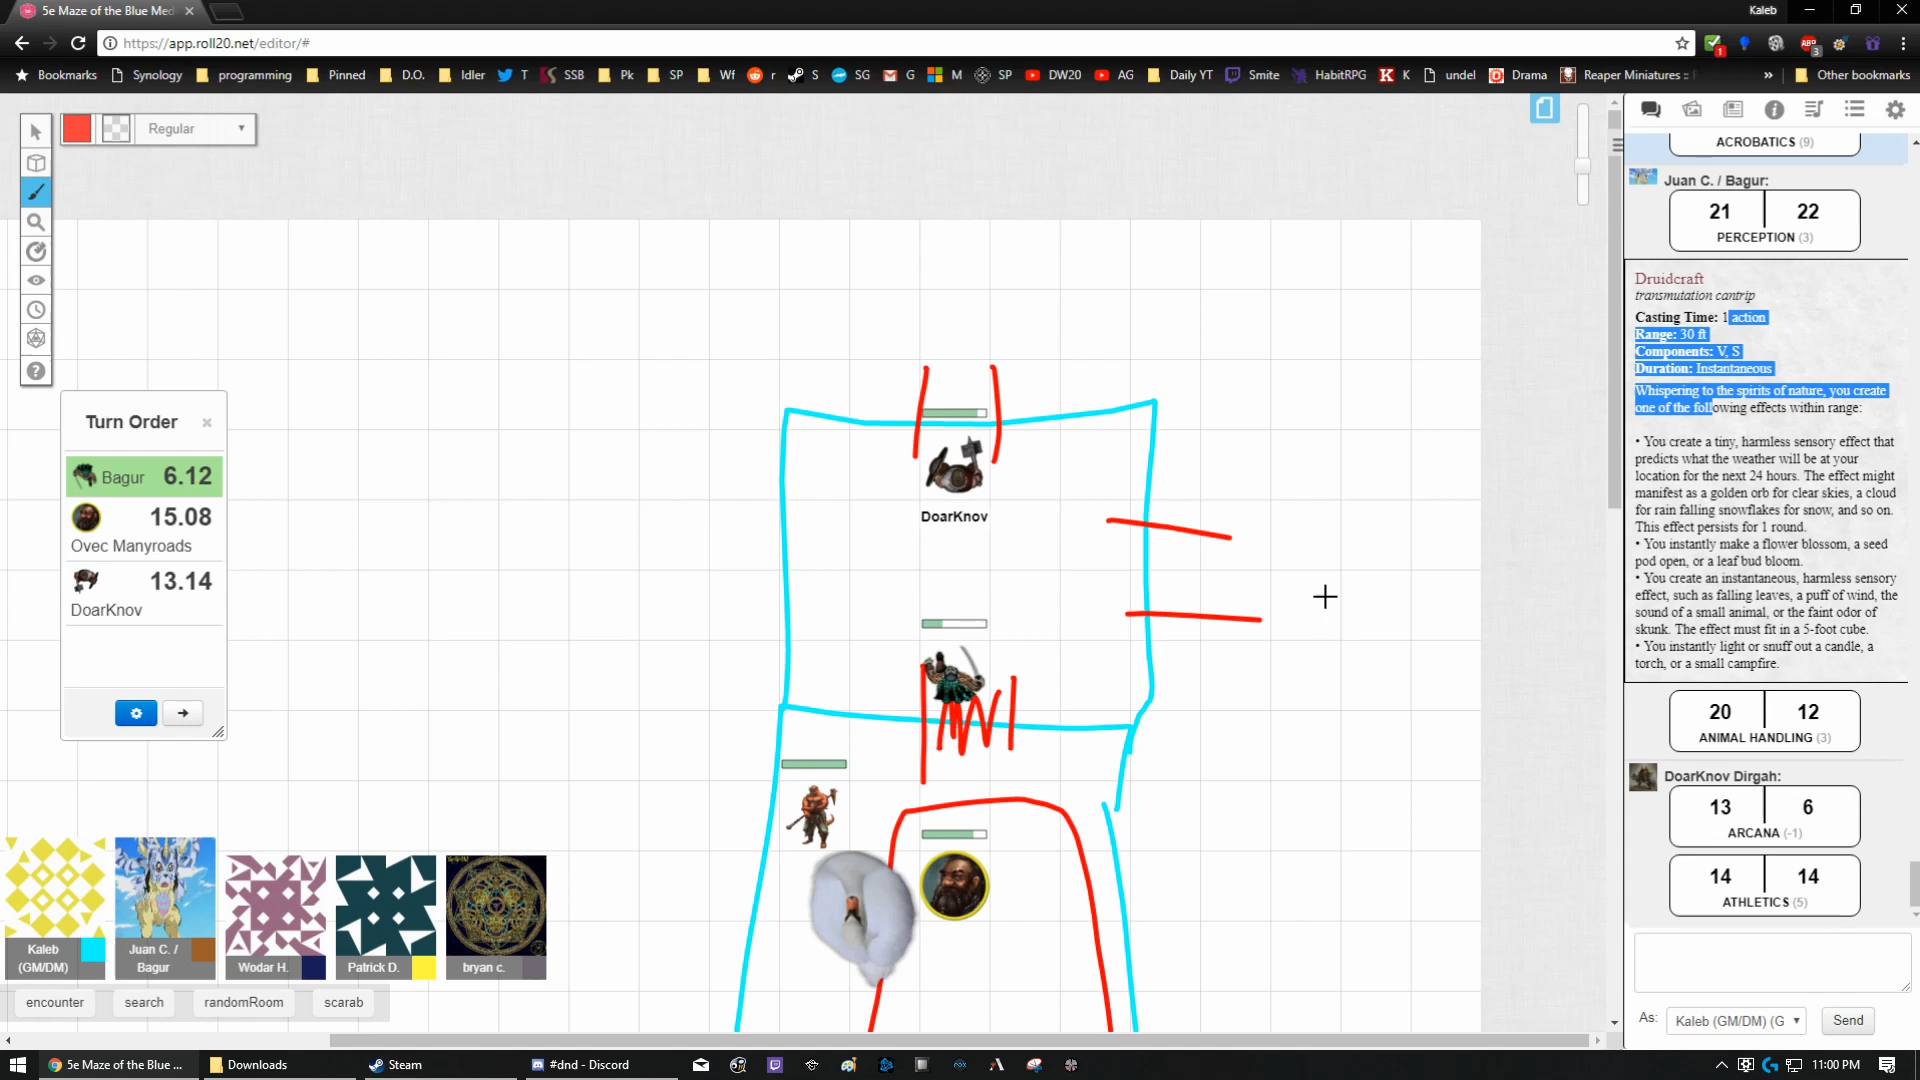 5e Maze of the Blue Med
Kaleb
https://app.roll20.net/editor/#
Bookmarks Synology programming Pinned D.O. Idler T SSB Pk SP Wf r S SG G M SP DW20 AG Daily YT Smite HabitRPG K undel Drama Reaper Miniatures :: » Other bookmarks
Regular
Turn Order
Bagur 6.12
15.08
Ovec Manyroads
13.14
DoarKnov
DoarKnov
Kaleb (GM/DM)
Juan C. / Bagur
Wodar H.
Patrick D.
bryan c.
encounter search randomRoom scarab
ACROBATICS (9)
Juan C. / Bagur:
21 22
PERCEPTION (3)
Druidcraft
transmutation cantrip
Casting Time: 1 action
Range: 30 ft
Components: V, S
Duration: Instantaneous
Whispering to the spirits of nature, you create
one of the following effects within range:
• You create a tiny, harmless sensory effect that
predicts what the weather will be at your
location for the next 24 hours. The effect might
manifest as a golden orb for clear skies, a cloud
for rain falling snowflakes for snow, and so on.
This effect persists for 1 round.
• You instantly make a flower blossom, a seed
pod open, or a leaf bud bloom.
• You create an instantaneous, harmless sensory
effect, such as falling leaves, a puff of wind, the
sound of a small animal, or the faint odor of
skunk. The effect must fit in a 5-foot cube.
• You instantly light or snuff out a candle, a
torch, or a small campfire.
20 12
ANIMAL HANDLING (3)
DoarKnov Dirgah:
13 6
ARCANA (-1)
14 14
ATHLETICS (5)
As: Kaleb (GM/DM) (G Send
5e Maze of the Blue ... Downloads Steam #dnd - Discord 11:00 PM